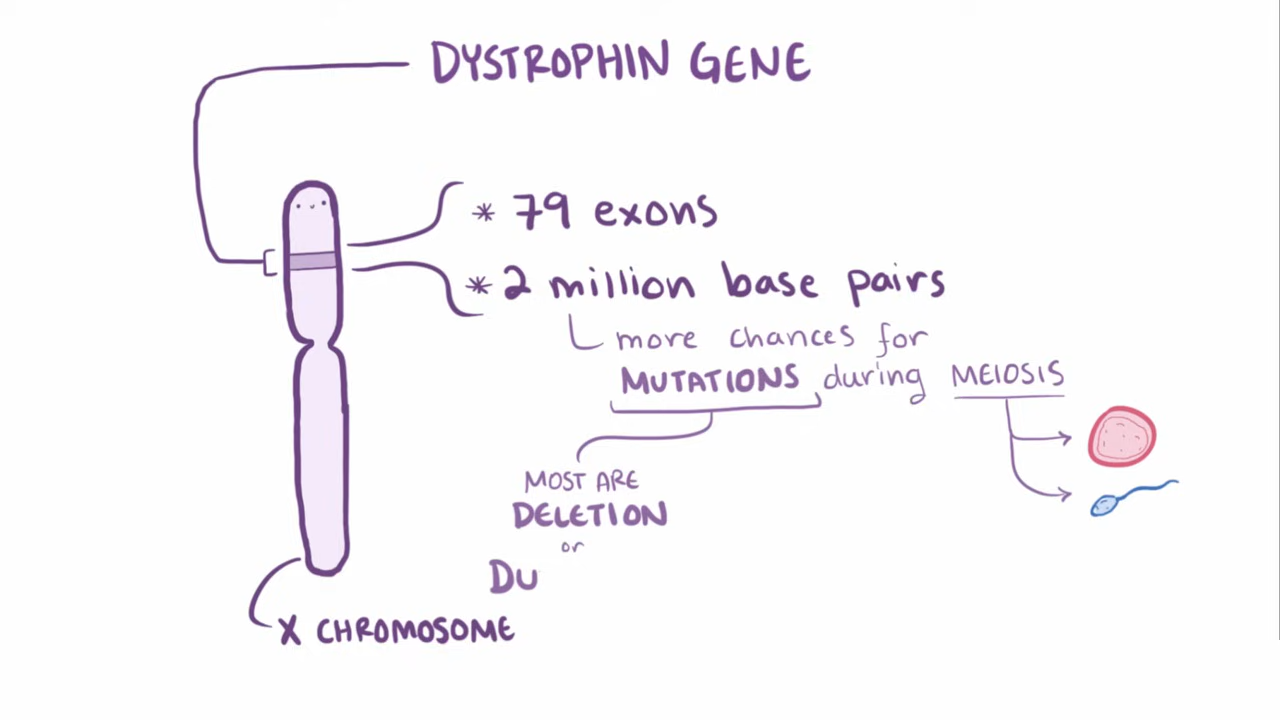 DYSTROPHIN GENE
* 79 exons
* 2 million base pairs
more chances for
MUTATIONS during MEIOSIS
MOST ARE
DELETION
or
DU
X CHROMOSOME